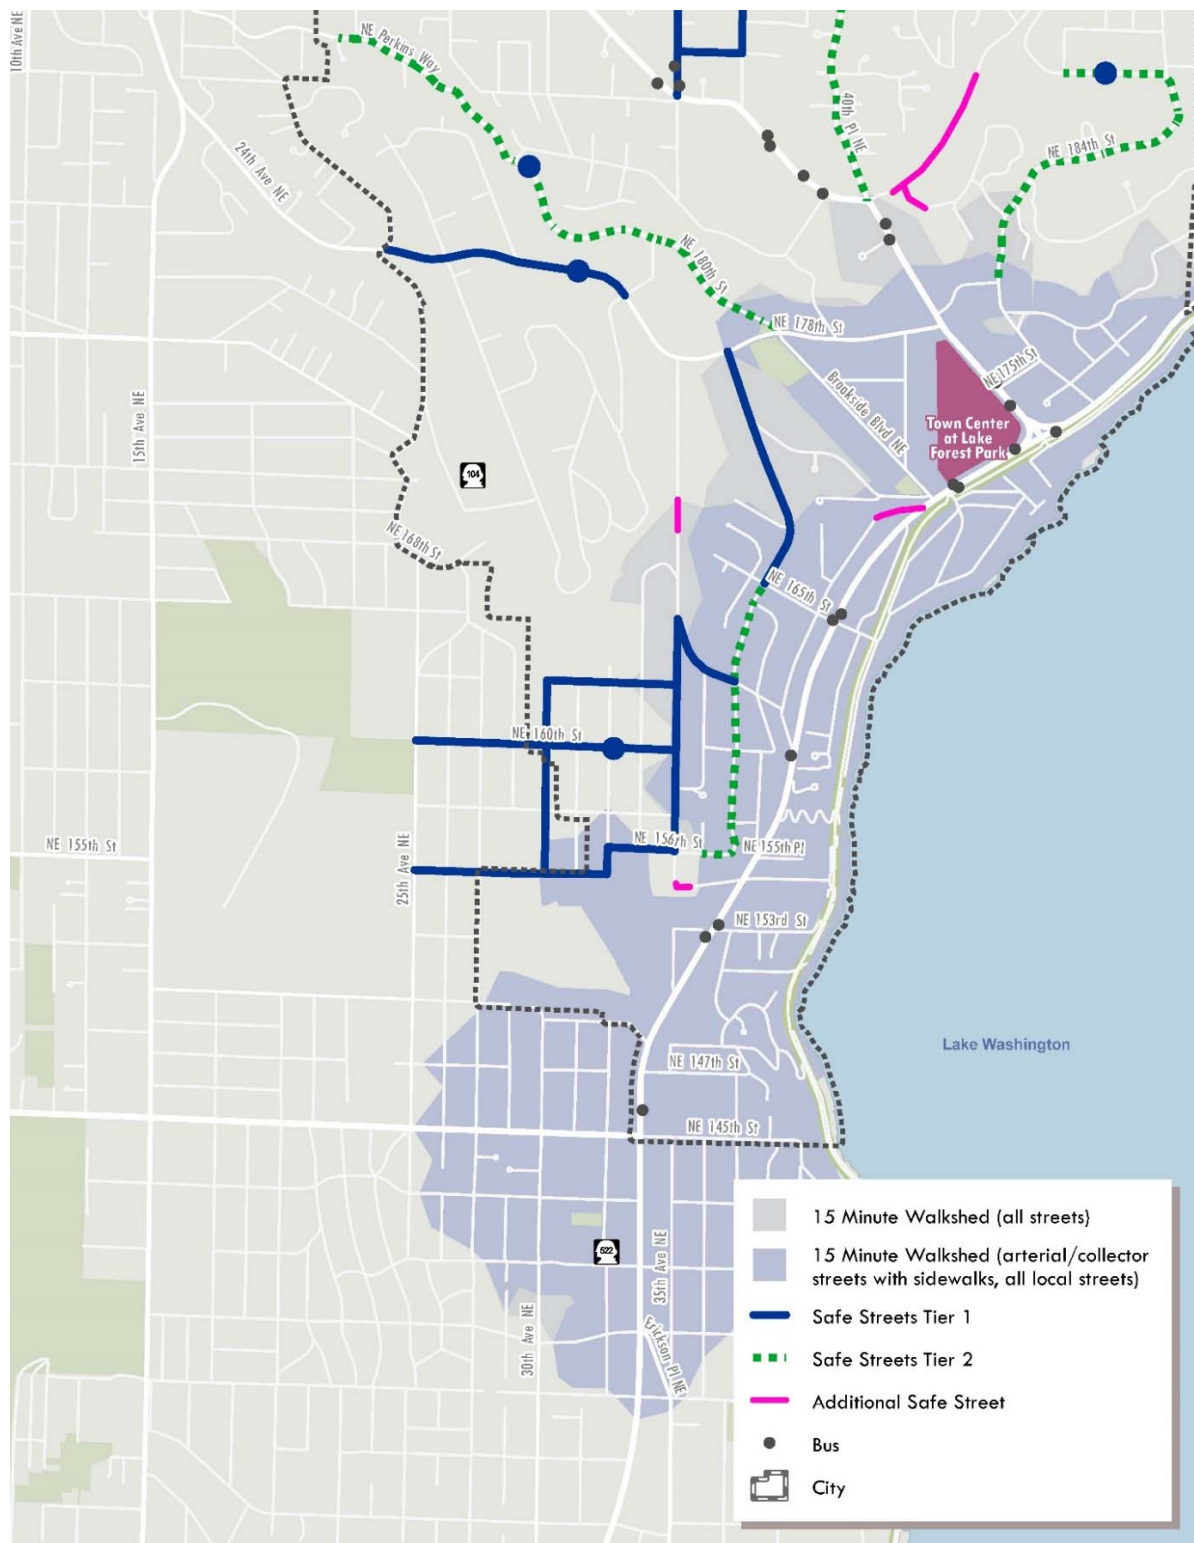 10th Ave NE
NE Perkins Way
24th Ave NE
40th Pl NE
NE 184th St
NE 180th St
NE 178th St
NE 175th St
Brookside Blvd NE
Town Center
at Lake
Forest Park
15th Ave NE
104
NE 168th St
NE 165th St
NE 160th St
NE 156th St
NE 155th Pl
NE 155th St
25th Ave NE
NE 153rd St
Lake Washington
NE 147th St
NE 145th St
522
35th Ave NE
30th Ave NE
Erickson Pl NE
15 Minute Walkshed (all streets)
15 Minute Walkshed (arterial/collector
streets with sidewalks, all local streets)
Safe Streets Tier 1
Safe Streets Tier 2
Additional Safe Street
Bus
City